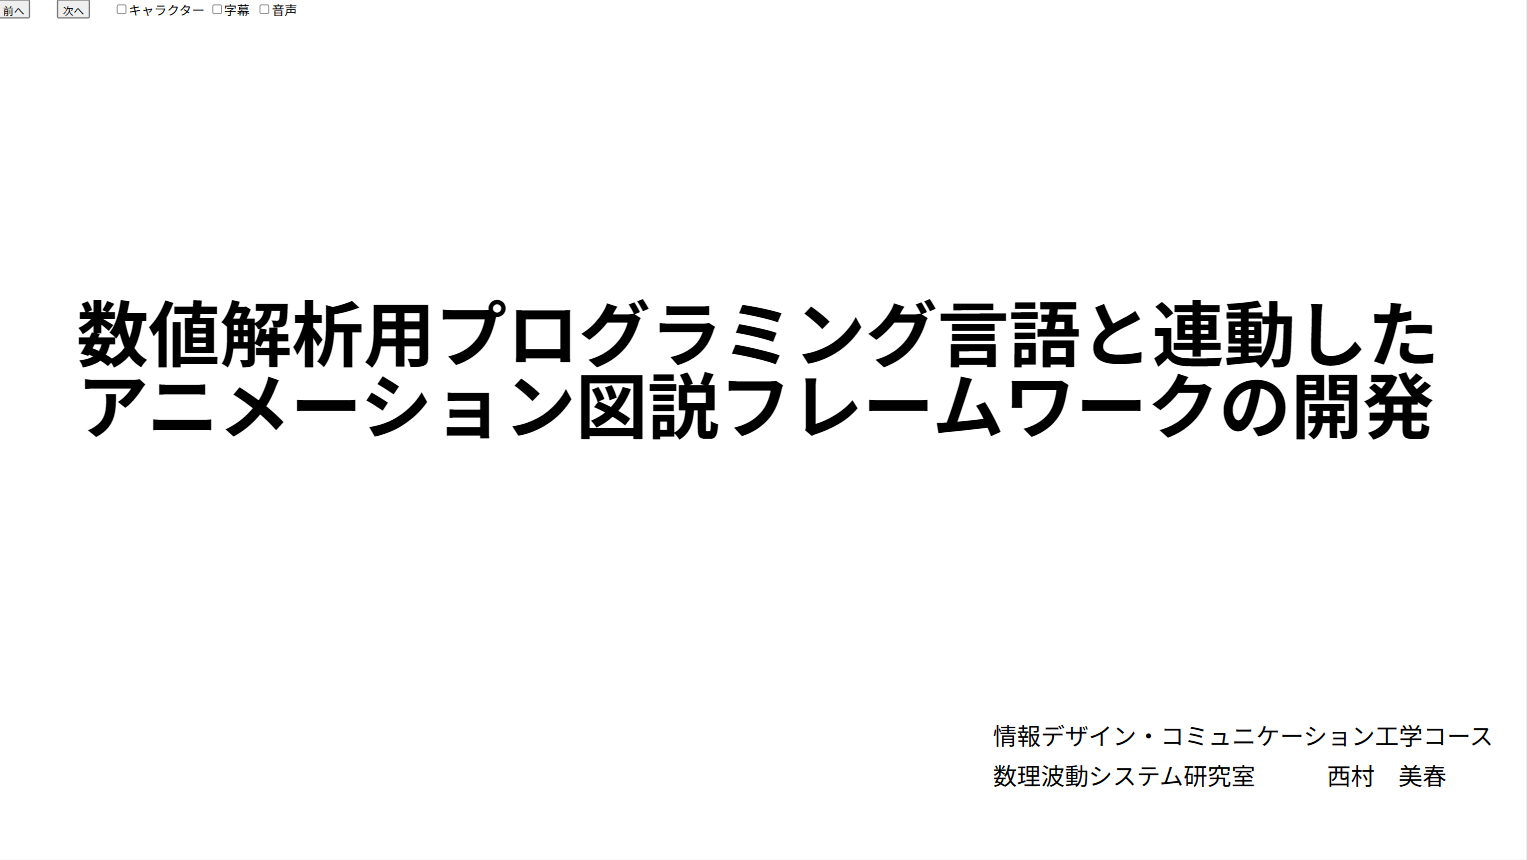 前へ 次へ キャラクター 字幕 音声
数値解析用プログラミング言語と連動した
アニメーション図説フレームワークの開発
情報デザイン・コミュニケーション工学コース
数理波動システム研究室　　　西村　美春